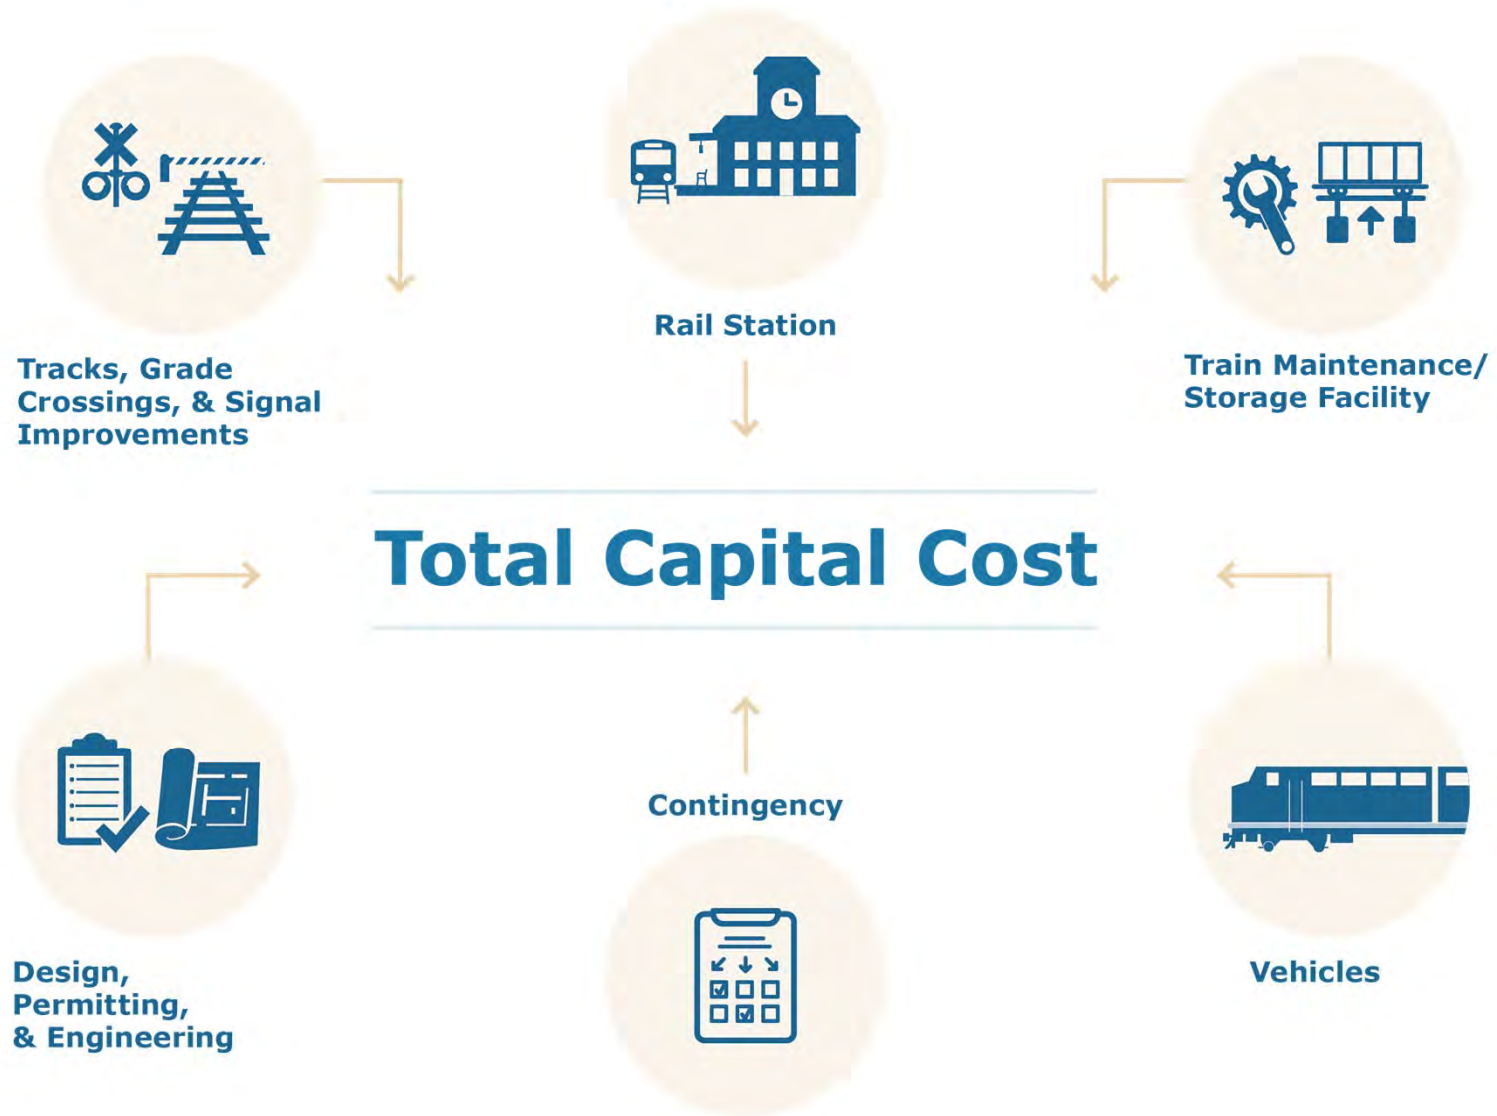 Rail Station
Tracks, Grade
Crossings, & Signal
Improvements
Train Maintenance/
Storage Facility
Total Capital Cost
Contingency
Design,
Permitting,
& Engineering
Vehicles